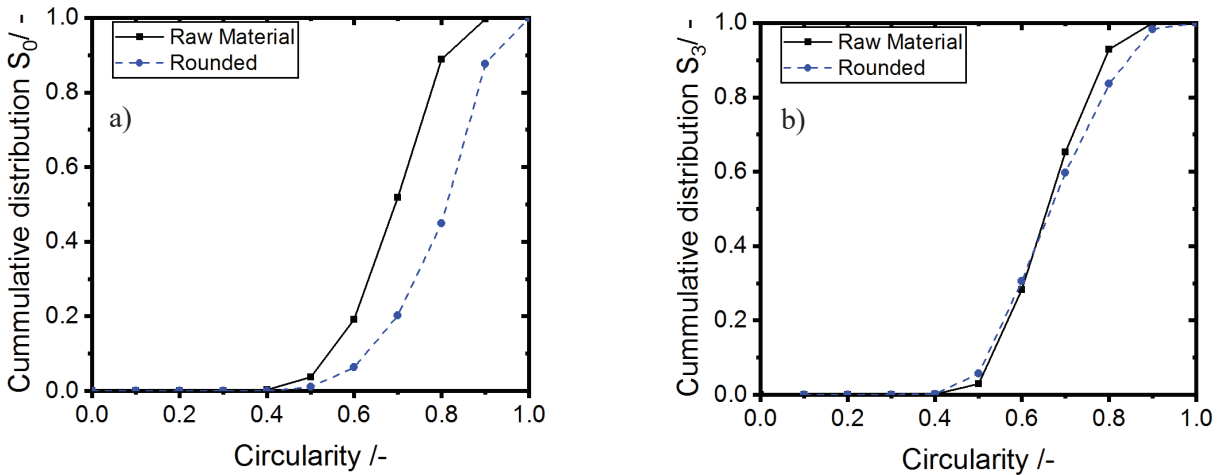 Cummulative distribution S0/ -
1.0
0.8
0.6
0.4
0.2
0.0
Raw Material
Rounded
a)
0.0 0.2 0.4 0.6 0.8 1.0
Circularity /-
Cummulative distribution S3/ -
1.0
0.8
0.6
0.4
0.2
0.0
Raw Material
Rounded
b)
0.0 0.2 0.4 0.6 0.8 1.0
Circularity /-